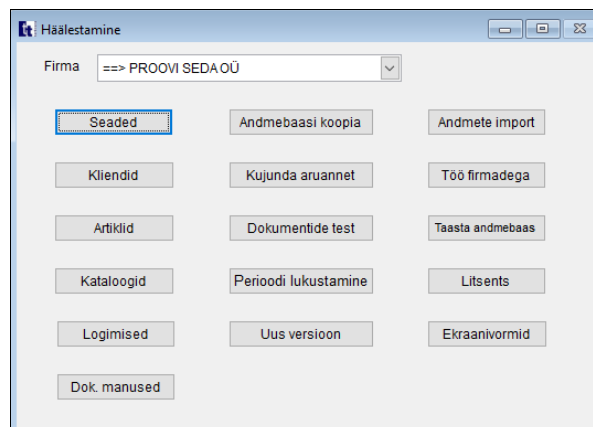 Häälestamine
Firma ==> PROOVI SEDA OÜ
Seaded Andmebaasi koopia Andmete import
Kliendid Kujunda aruannet Töö firmadega
Artiklid Dokumentide test Taasta andmebaas
Kataloogid Perioodi lukustamine Litsents
Logimised Uus versioon Ekraanivormid
Dok. manused